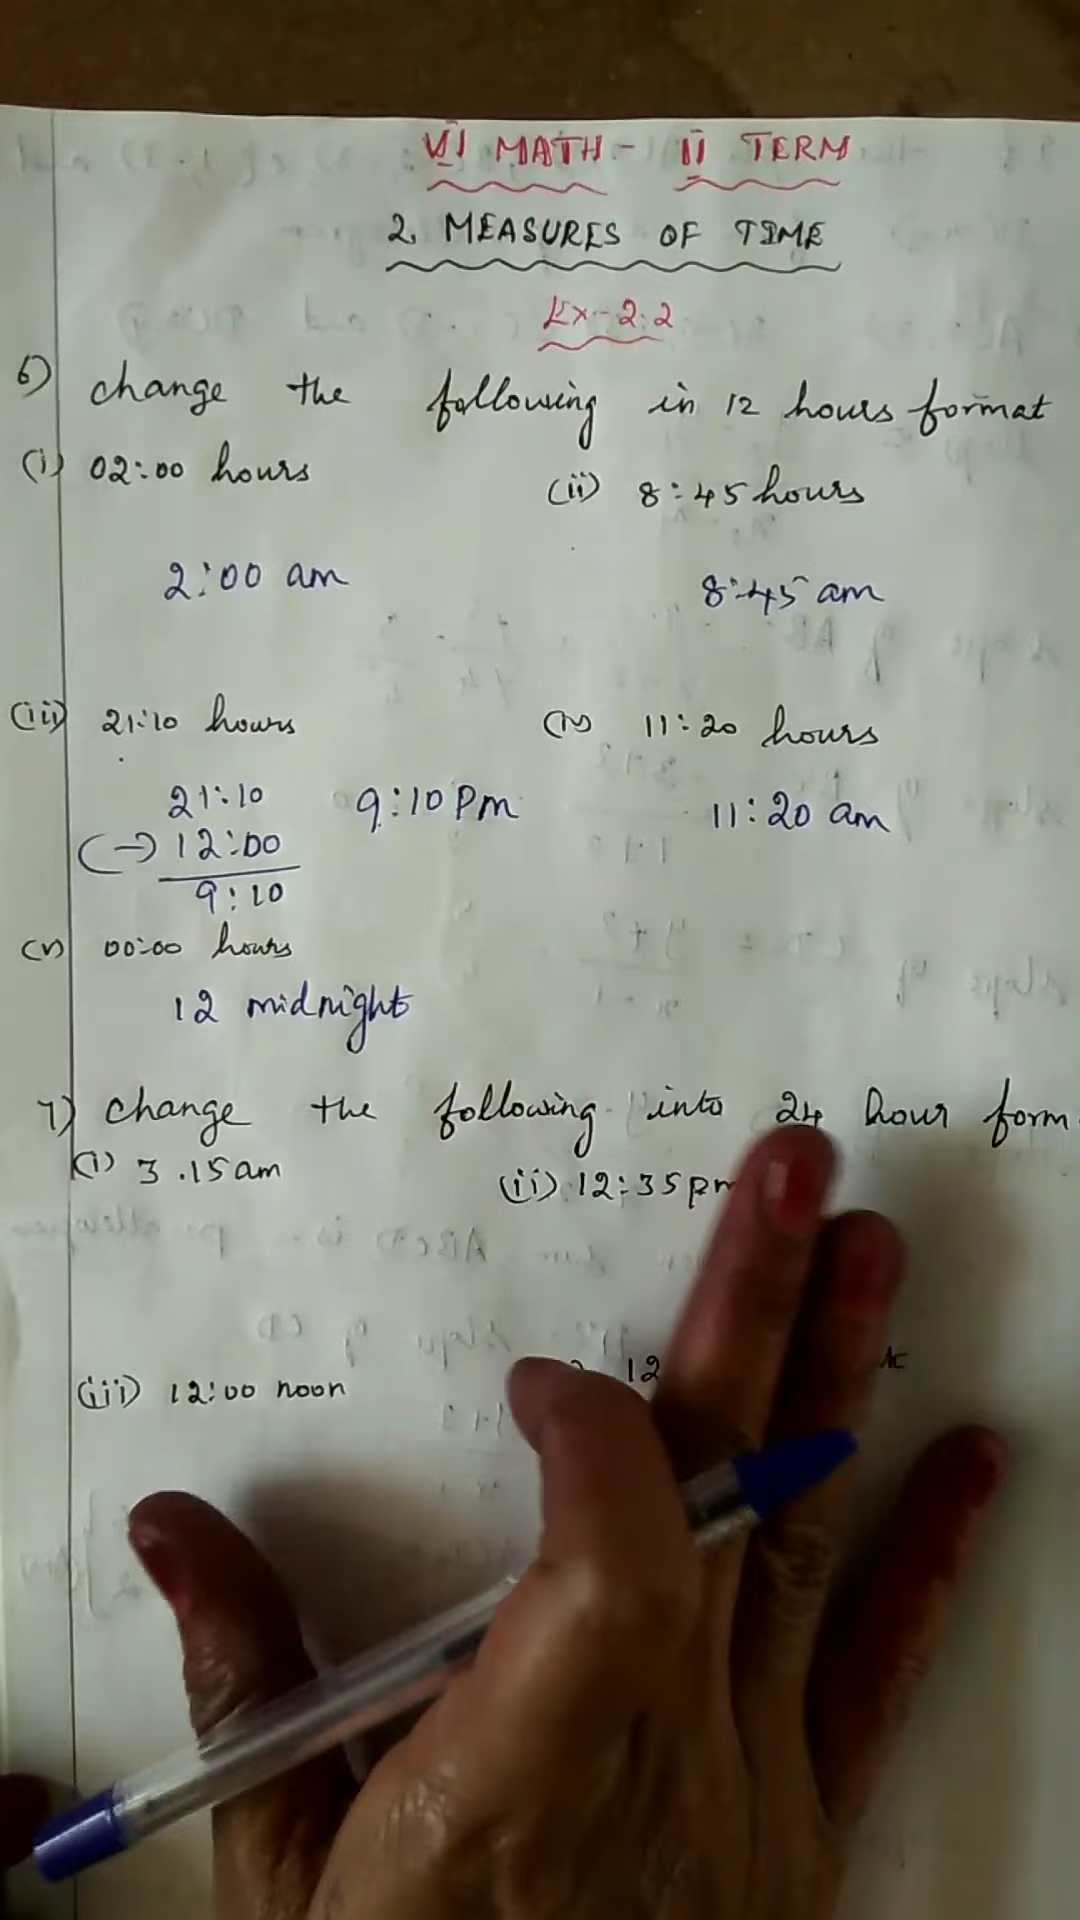 VI MATH - II TERM
2. MEASURES OF TIME
Ex-2.2
6) change the following in 12 hours format
(i) 02:00 hours
(ii) 8:45 hours
2:00 am
8:45 am
(iii) 21:10 hours
(iv) 11:20 hours
21:10
9:10 Pm
11:20 am
(-) 12:00
9:10
(v) 00:00 hours
12 midnight
7) change the following into 24 hour form
(i) 3.15 am
(ii) 12:35 pm
(iii) 12:00 noon
12